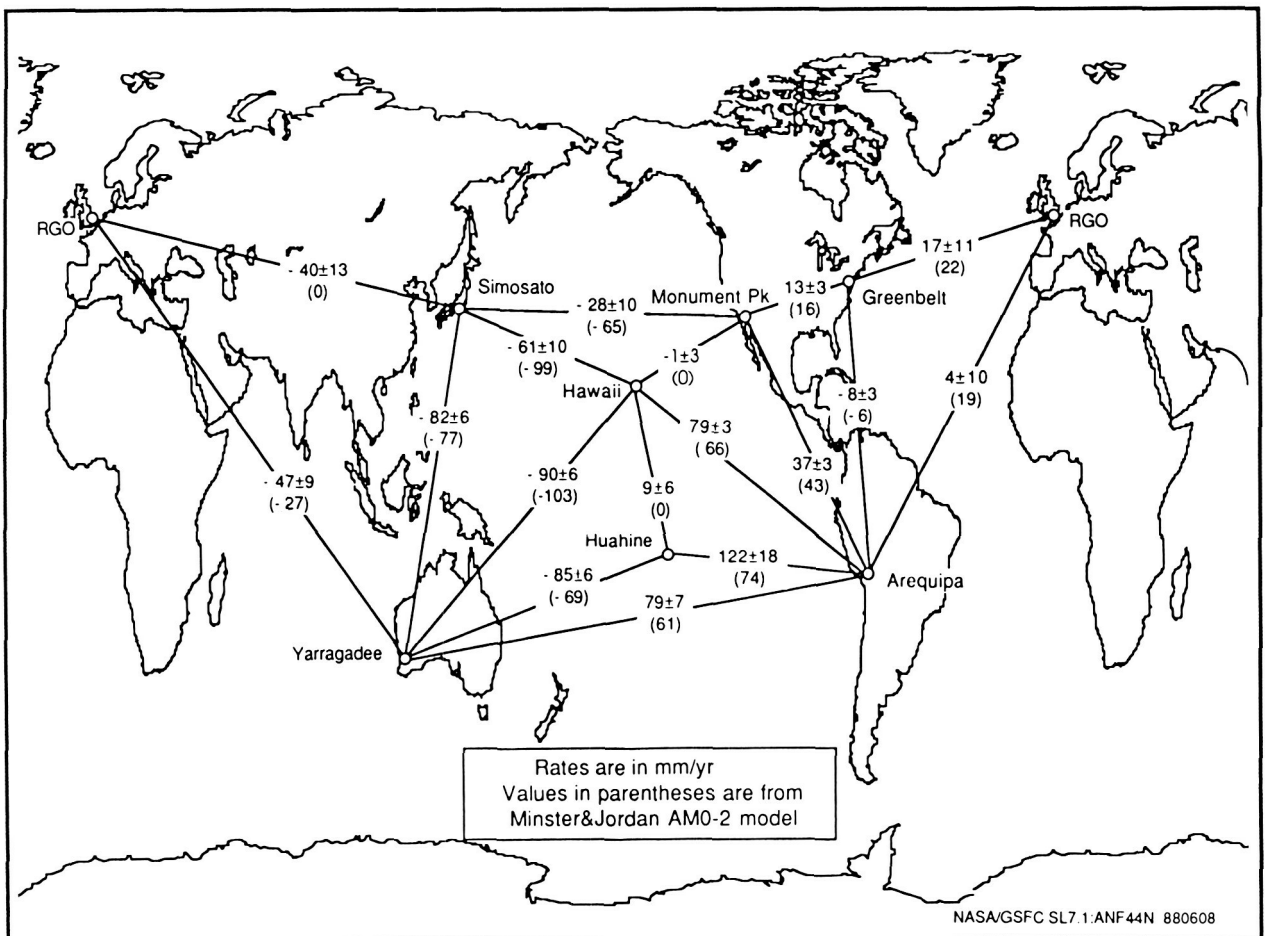 RGO
RGO
17±11
(22)
- 40±13
(0)
Simosato
Monument Pk
13±3
(16)
Greenbelt
- 28±10
(- 65)
- 61±10
(- 99)
-1±3
(0)
Hawaii
4±10
(19)
- 8±3
(- 6)
- 82±6
(- 77)
79±3
( 66)
37±3
(43)
- 47±9
(- 27)
- 90±6
(-103)
9±6
(0)
Huahine
122±18
(74)
Arequipa
- 85±6
(- 69)
79±7
(61)
Yarragadee
Rates are in mm/yr
Values in parentheses are from
Minster&Jordan AM0-2 model
NASA/GSFC SL7.1:ANF44N 880608